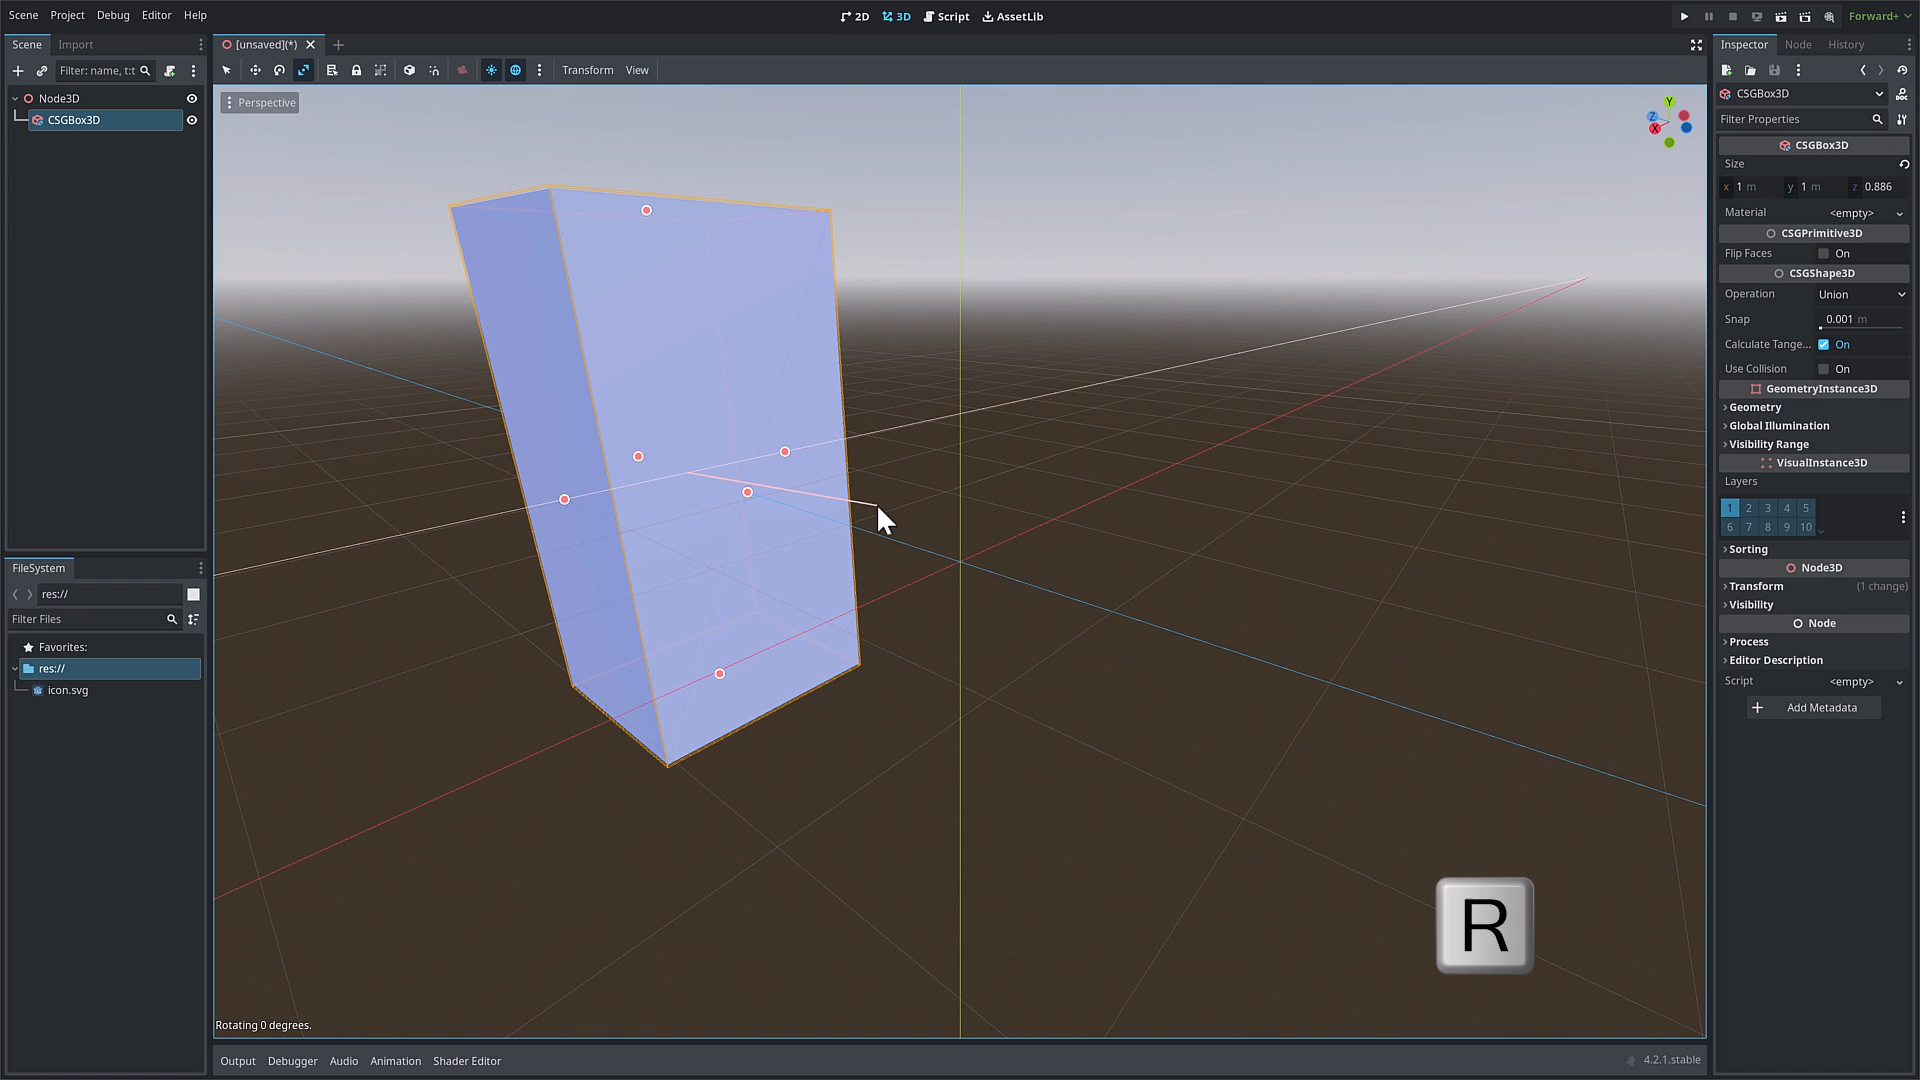 Scene Project Debug Editor Help
2D 3D Script AssetLib
Forward+
Scene Import
[unsaved](*)
Inspector Node History
Filter: name, t:t
Transform View
Node3D
CSGBox3D
Perspective
Y
Z
X
CSGBox3D
DOC
Filter Properties
CSGBox3D
Size
x 1 m y 1 m z 0.886
Material <empty>
CSGPrimitive3D
Flip Faces On
CSGShape3D
Operation Union
Snap 0.001 m
Calculate Tange... On
Use Collision On
GeometryInstance3D
Geometry
Global Illumination
Visibility Range
VisualInstance3D
Layers
1 2 3 4 5
6 7 8 9 10
Sorting
Node3D
Transform (1 change)
Visibility
Node
Process
Editor Description
Script <empty>
Add Metadata
FileSystem
res://
Filter Files
Favorites:
res://
icon.svg
R
Rotating 0 degrees.
Output Debugger Audio Animation Shader Editor
4.2.1.stable